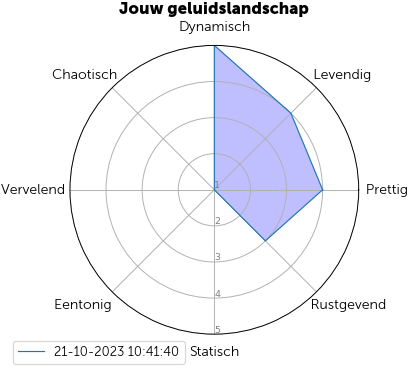 Jouw geluidslandschap
Dynamisch
Chaotisch
Levendig
Vervelend
1
Prettig
2
3
4
Eentonig
Rustgevend
5
21-10-2023 10:41:40
Statisch